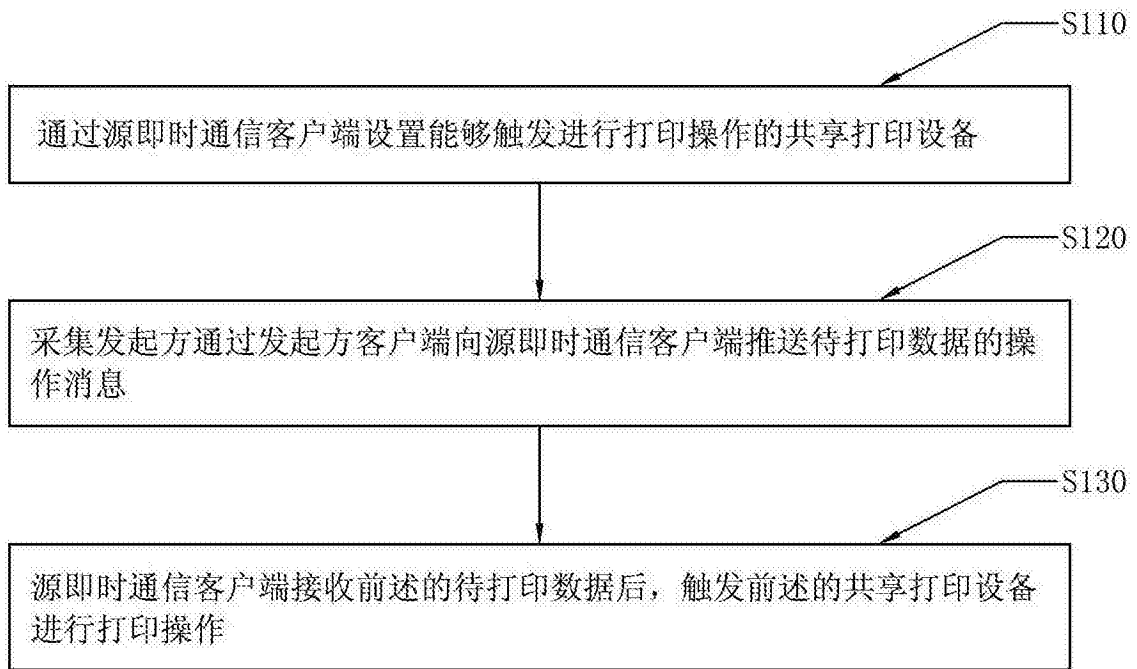 S110
通过源即时通信客户端设置能够触发进行打印操作的共享打印设备
S120
采集发起方通过发起方客户端向源即时通信客户端推送待打印数据的操
作消息
S130
源即时通信客户端接收前述的待打印数据后，触发前述的共享打印设备
进行打印操作